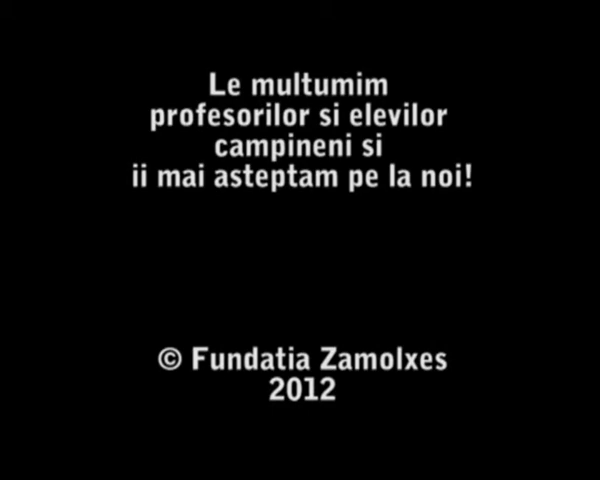 Le multumim
profesorilor si elevilor
campineni si
ii mai asteptam pe la noi!
© Fundatia Zamolxes
2012